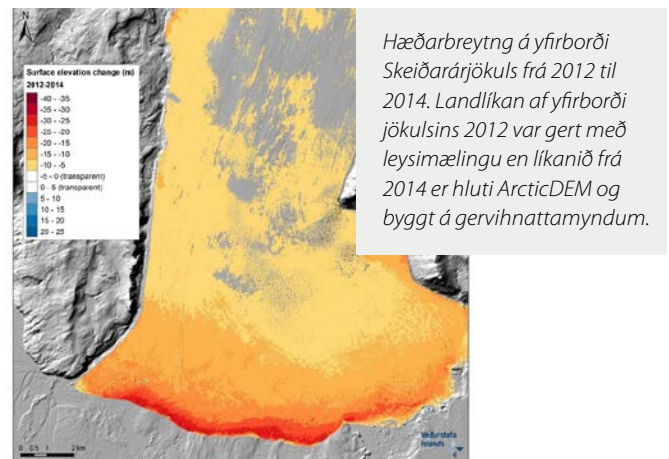 N
Surface elevation change (m)
2012-2014
-40 - -35
-35 - -30
-30 - -25
-25 - -20
-20 - -15
-15 - -10
-10 - -5
-5 - 0 (transparent)
0 - 5 (transparent)
5 - 10
10 - 15
15 - 20
20 - 25
0 0.5 1 2 km
Veðurstofa
Íslands
Hæðarbreytng á yfirborði
Skeiðarárjökuls frá 2012 til
2014. Landlíkan af yfirborði
jökulsins 2012 var gert með
leysimælingu en líkanið frá
2014 er hluti ArcticDEM og
byggt á gervihnattamyndum.